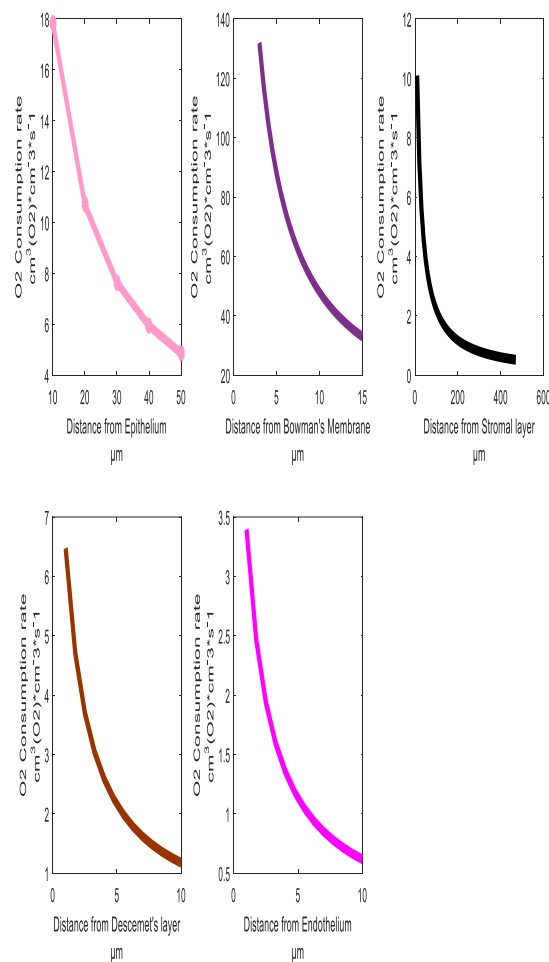 O2 Consumption rate
cm^3(O2)*cm^-3*s^-1
18
16
14
12
10
8
6
4
10 20 30 40 50
Distance from Epithelium
µm
O2 Consumption rate
cm^3(O2)*cm^-3*s^-1
140
120
100
80
60
40
20
0 5 10 15
Distance from Bowman's Membrane
µm
O2 Consumption rate
cm^3(O2)*cm^-3*s^-1
12
10
8
6
4
2
0
0 200 400 600
Distance from Stromal layer
µm
O2 Consumption rate
cm^3(O2)*cm^-3*s^-1
7
6
5
4
3
2
1
0 5 10
Distance from Descemet's layer
µm
O2 Consumption rate
cm^3(O2)*cm^-3*s^-1
3.5
3
2.5
2
1.5
1
0.5
0 5 10
Distance from Endothelium
µm